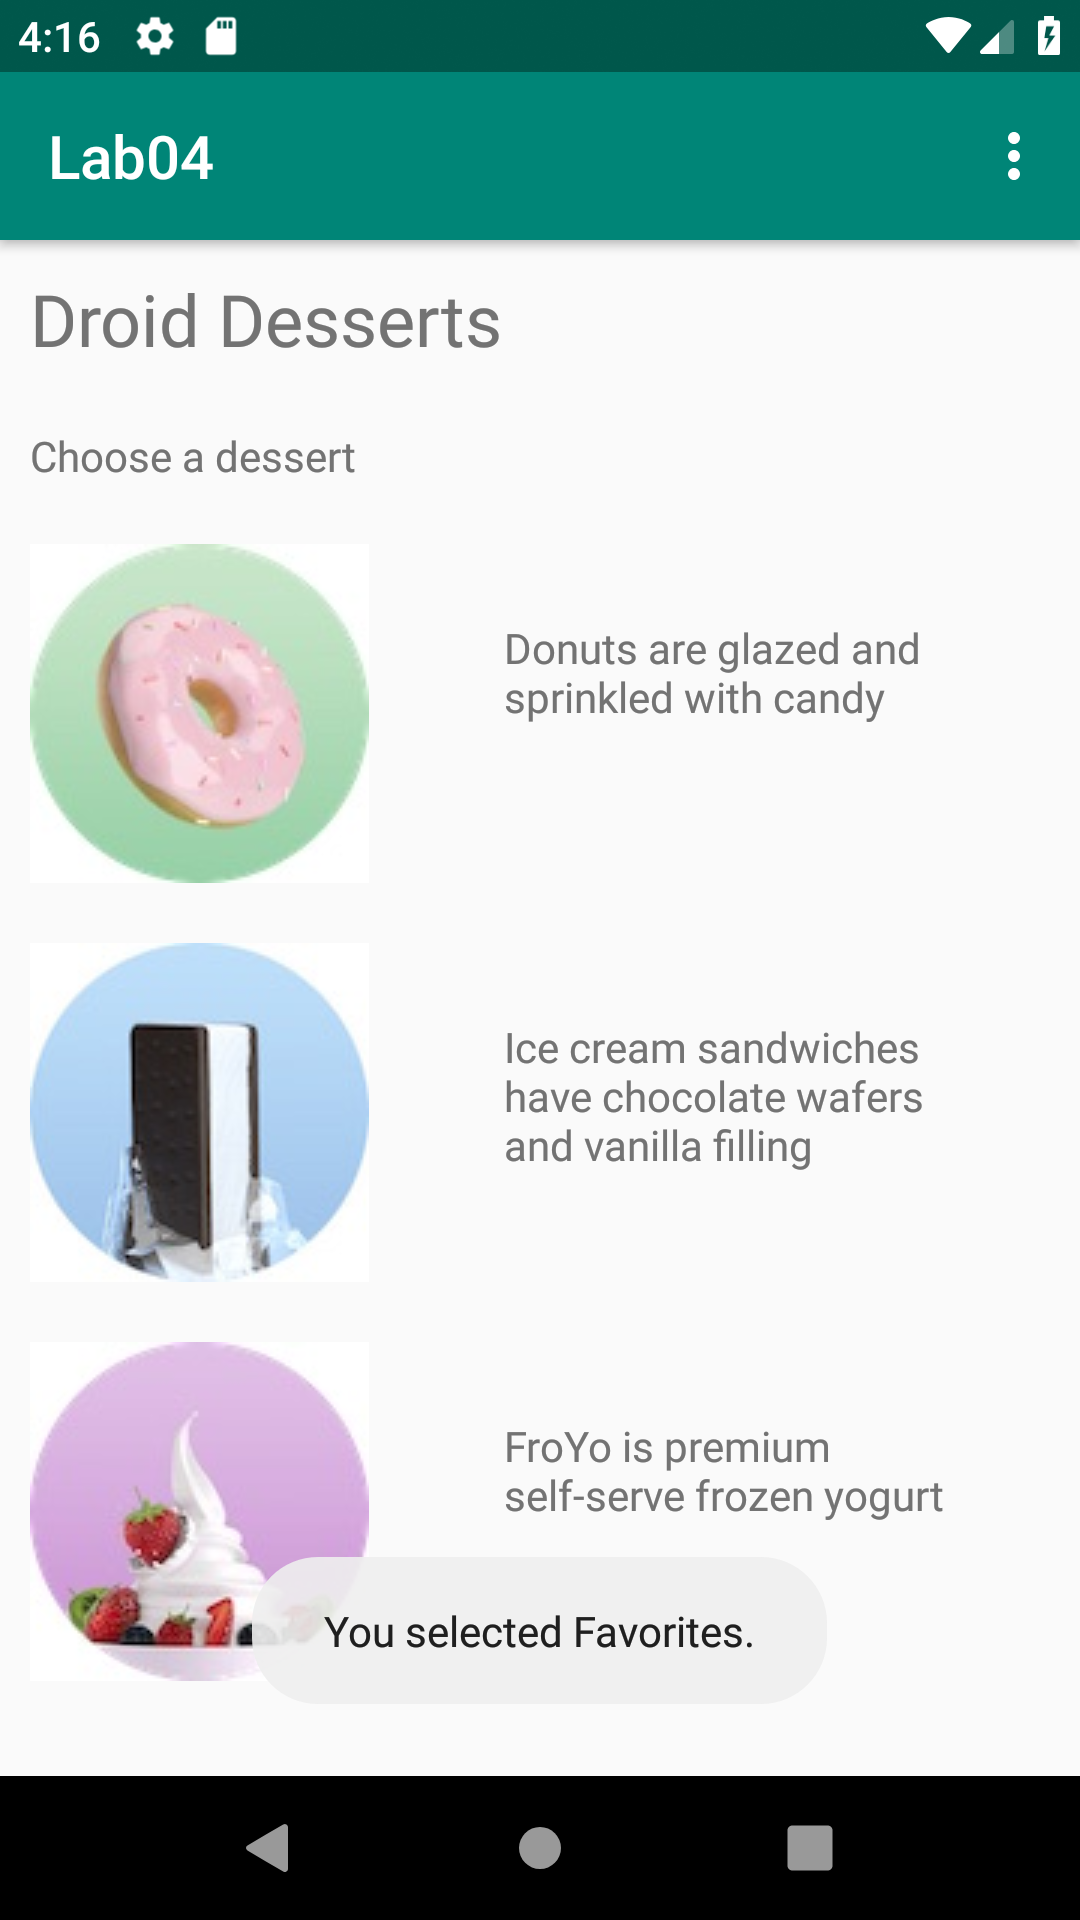 4:16
Lab04
Droid Desserts
Choose a dessert
Donuts are glazed and
sprinkled with candy
Ice cream sandwiches
have chocolate wafers
and vanilla filling
FroYo is premium
self-serve frozen yogurt
You selected Favorites.